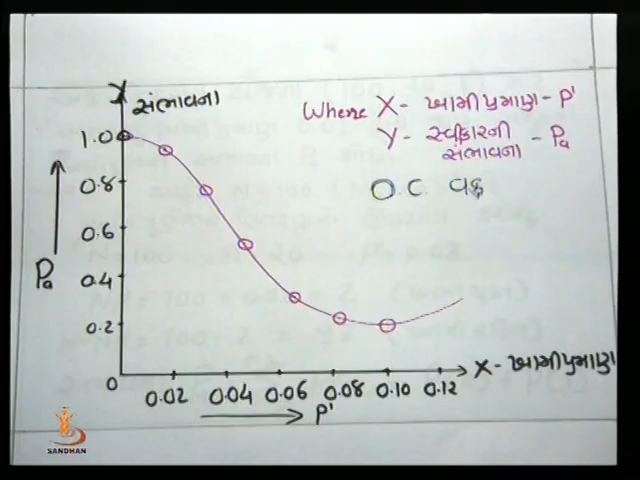 Y
સંભાવના
Where X - ખામીપ્રમાણ - P'
Y - સ્વીકારની સંભાવના - Pa
O.C વક્ર
1.0
0.8
0.6
0.4
0.2
0
Pa
0.02 0.04 0.06 0.08 0.10 0.12
X - ખામીપ્રમાણ
P'
SANDHAN